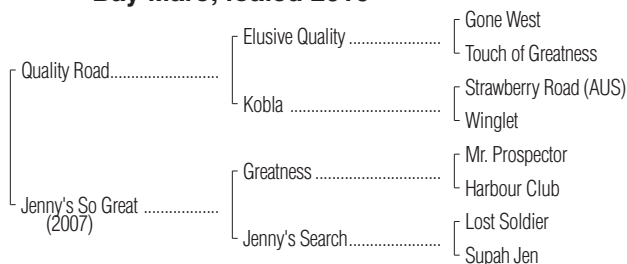 Gone West
Elusive Quality ......................
Touch of Greatness
Quality Road..........................
Strawberry Road (AUS)
Kobla ....................................
Winglet
Mr. Prospector
Greatness ..............................
Harbour Club
Jenny's So Great ..................
(2007)
Lost Soldier
Jenny's Search......................
Supah Jen